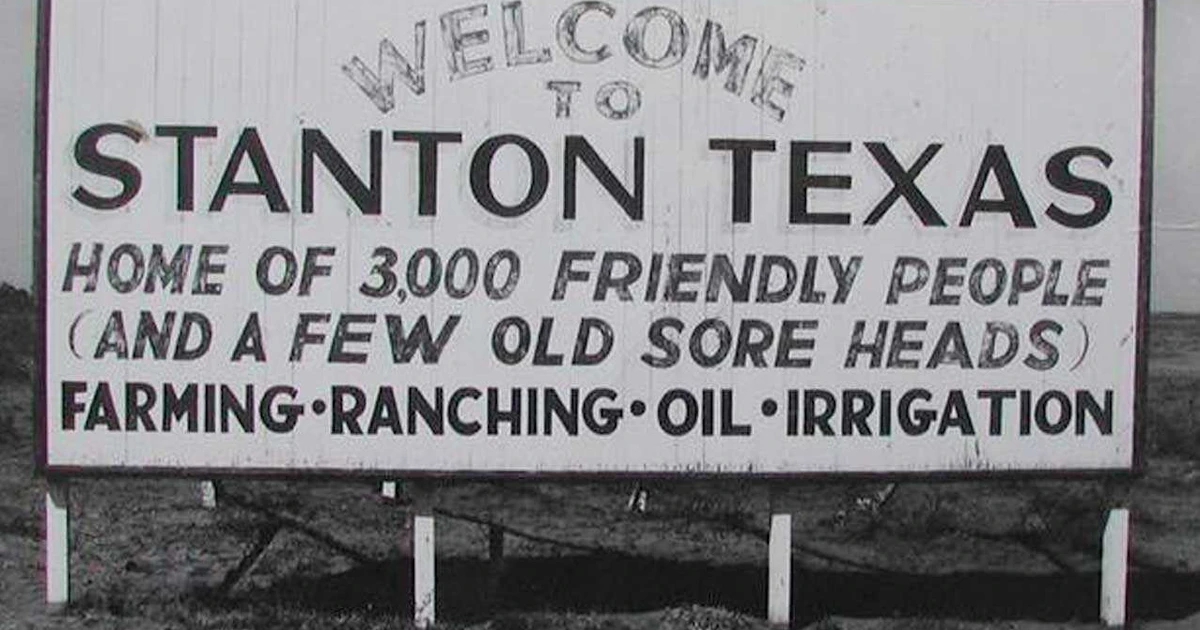 WELCOME
TO
STANTON TEXAS
HOME OF 3,000 FRIENDLY PEOPLE
(AND A FEW OLD SORE HEADS)
FARMING•RANCHING•OIL•IRRIGATION